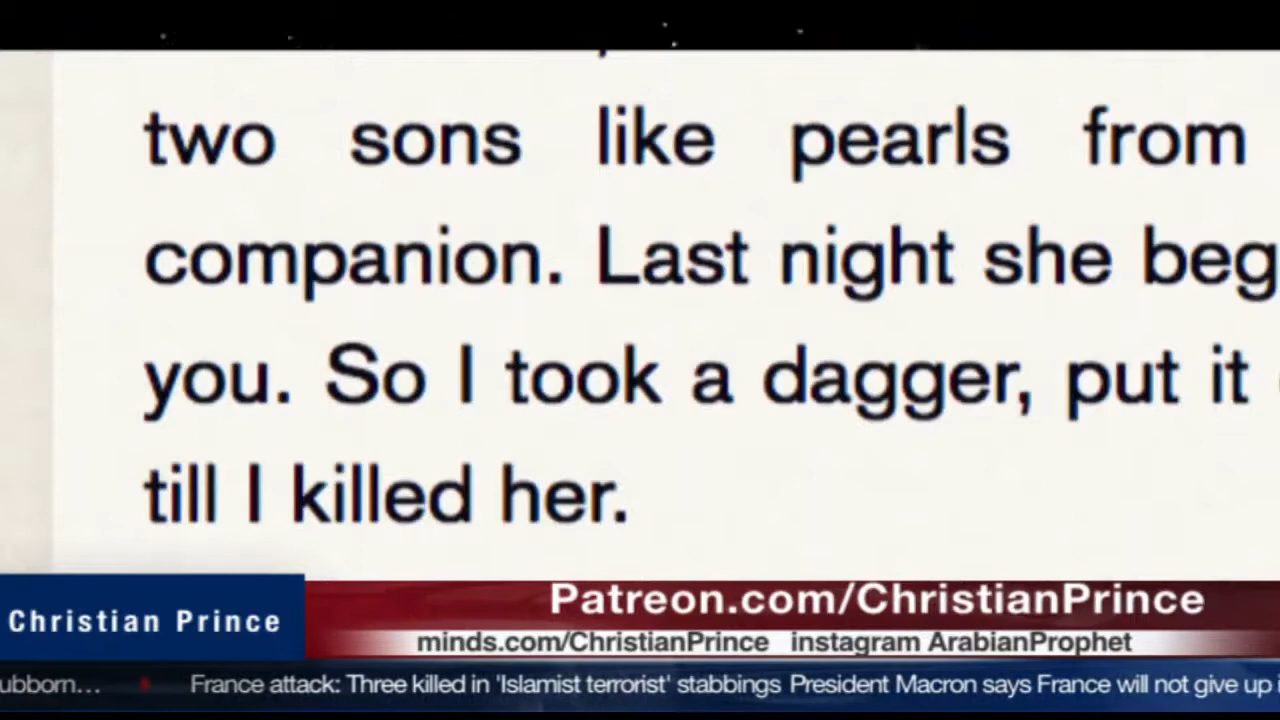 two sons like pearls from
companion. Last night she beg
you. So I took a dagger, put it
till I killed her.
Patreon.com/ChristianPrince
Christian Prince
minds.com/ChristianPrince instagram ArabianProphet
ubborn... France attack: Three killed in 'Islamist terrorist' stabbings President Macron says France will not give up i